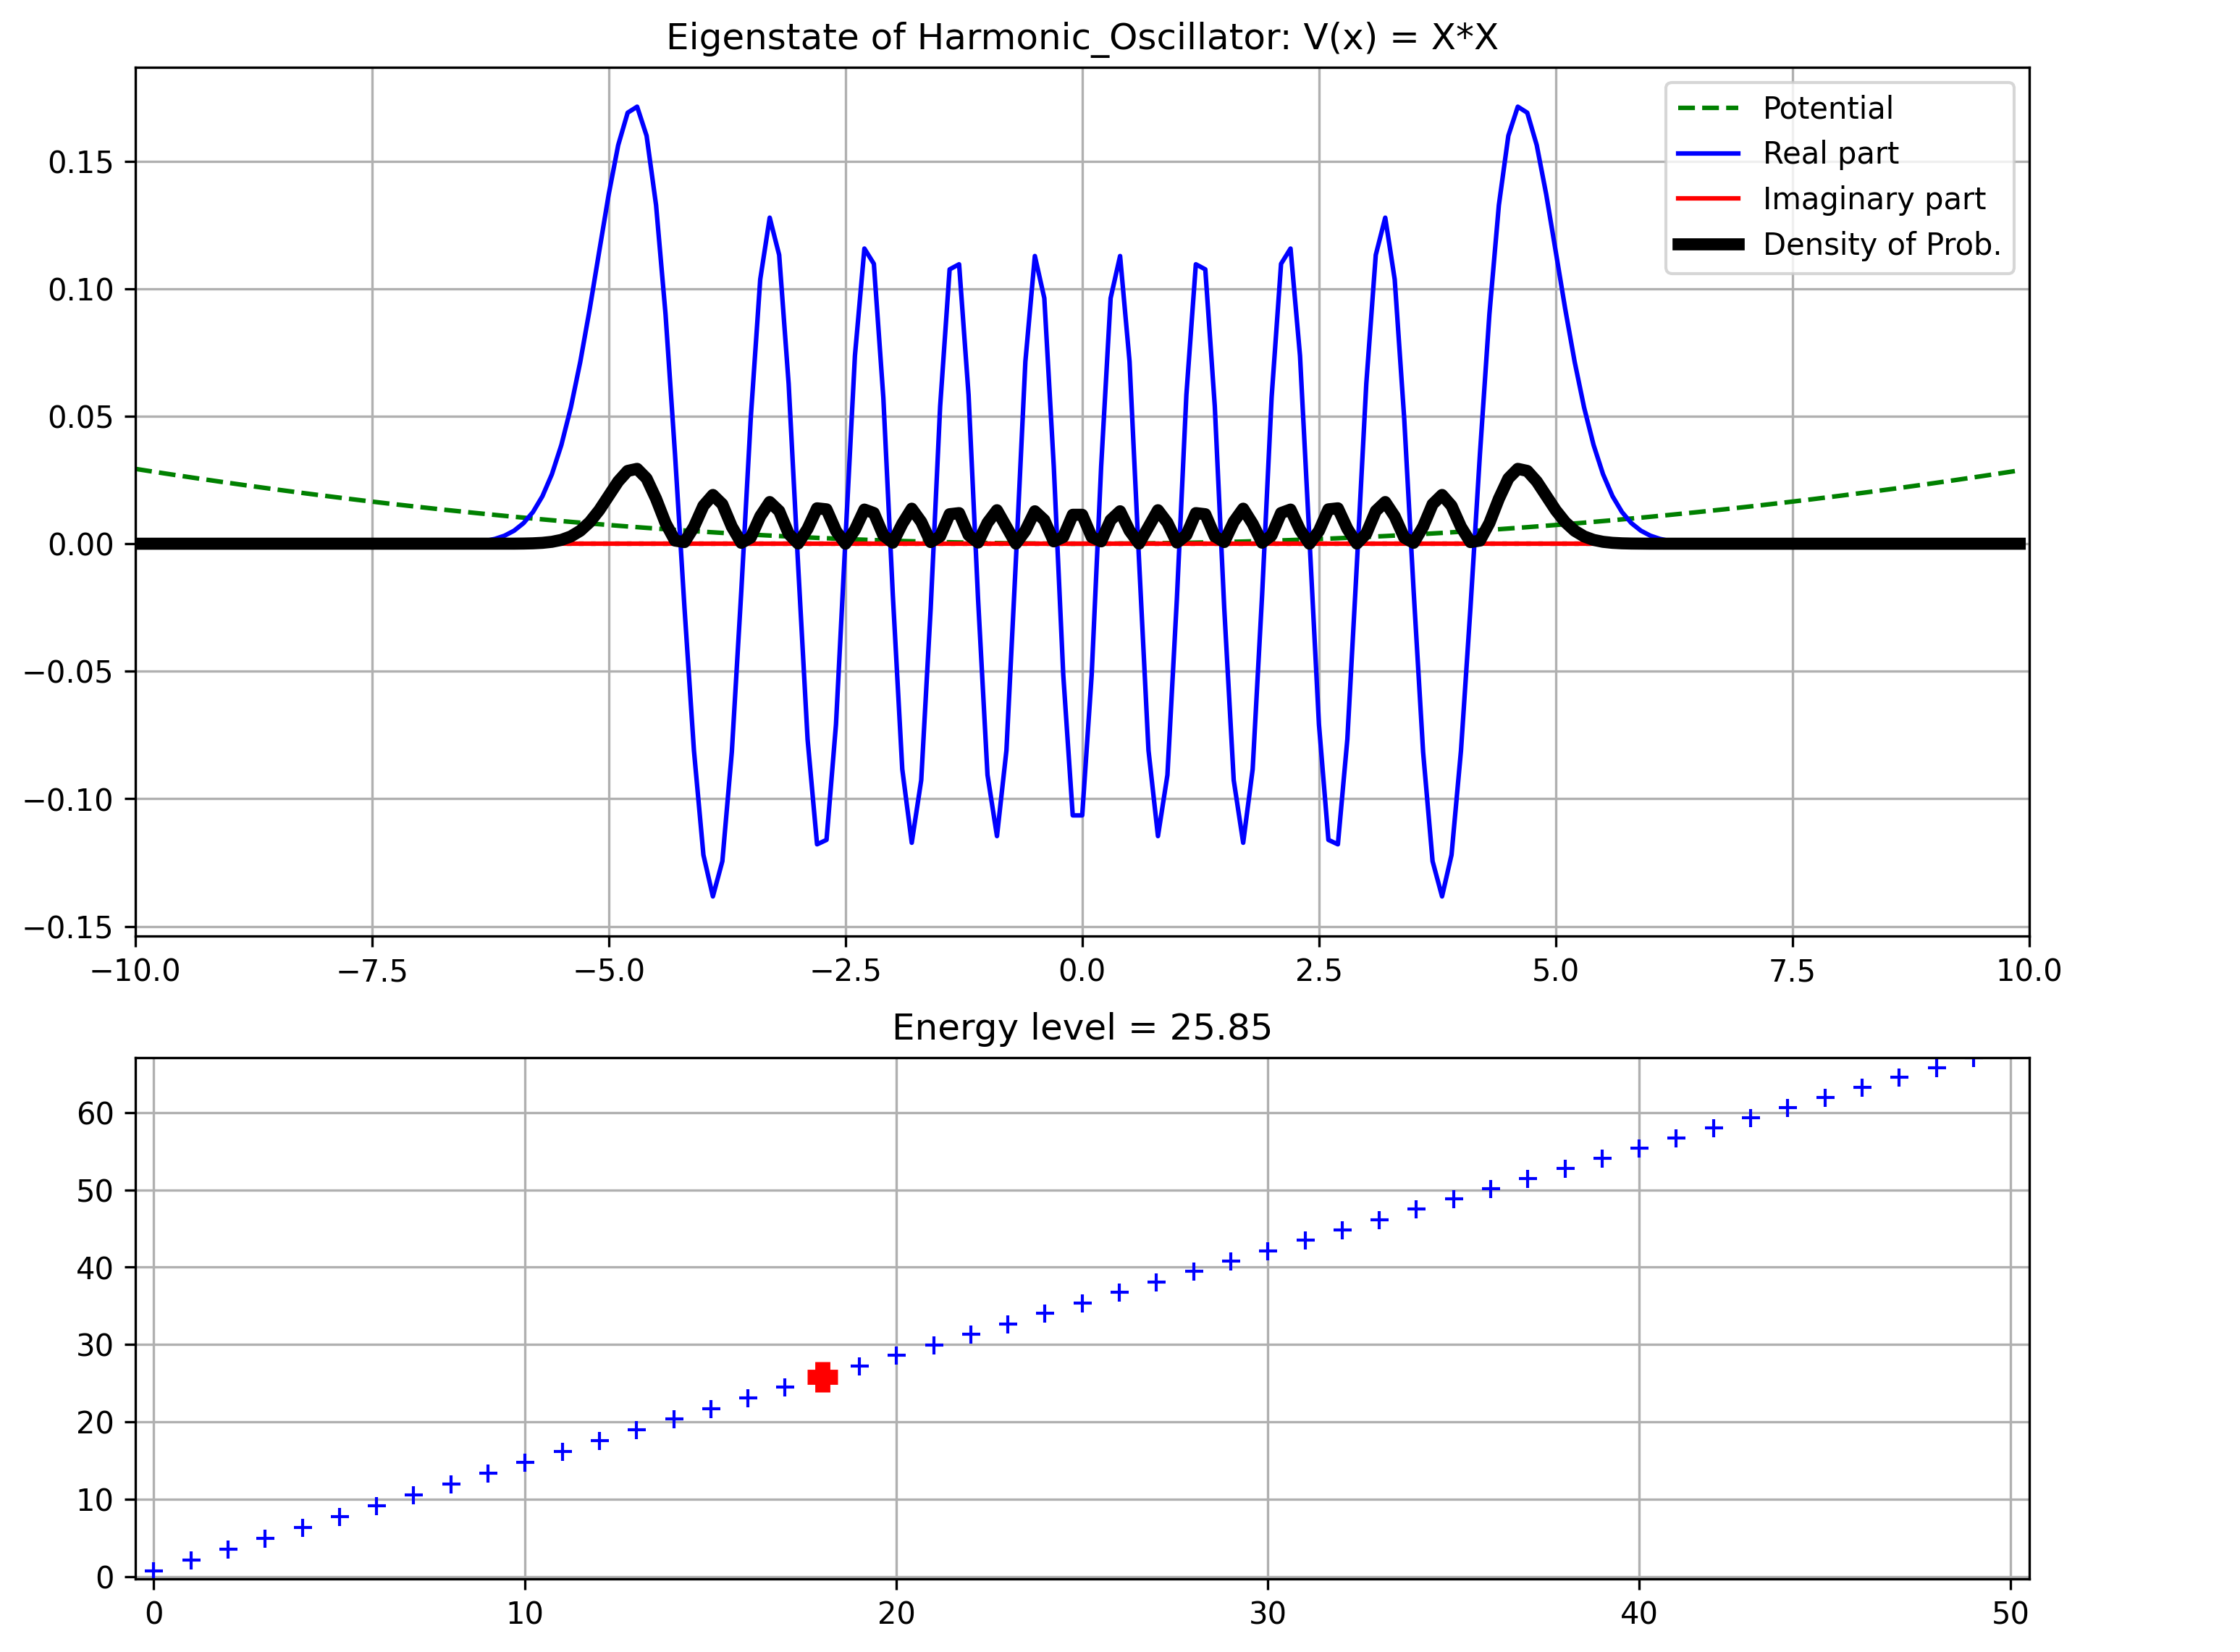 Eigenstate of Harmonic_Oscillator: V(x) = X*X
Potential
Real part
Imaginary part
Density of Prob.
0.15
0.10
0.05
0.00
−0.05
−0.10
−0.15
−10.0 −7.5 −5.0 −2.5 0.0 2.5 5.0 7.5 10.0
Energy level = 25.85
60
50
40
30
20
10
0
0 10 20 30 40 50